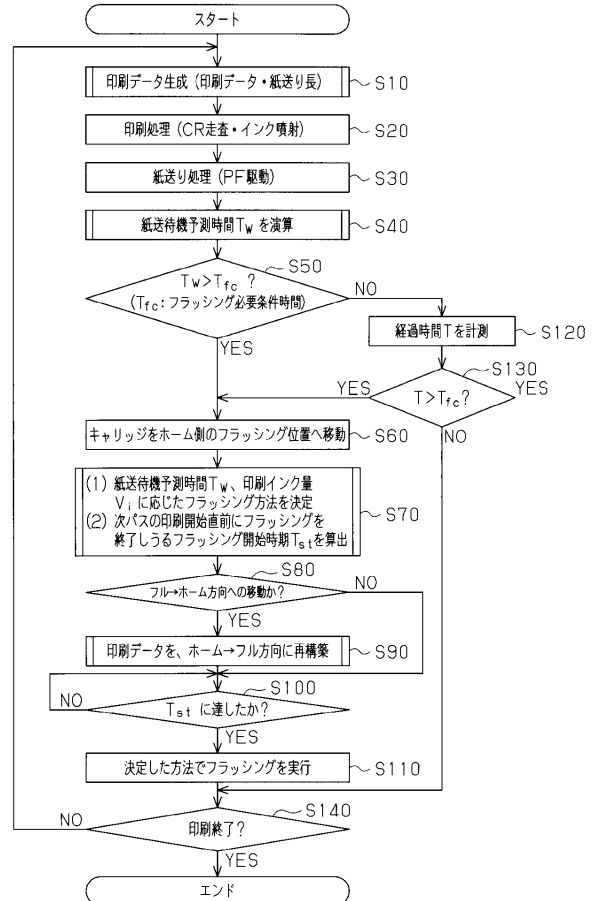 スタート
印刷データ生成(印刷データ・紙送り長)
S10
印刷処理(CR走査・インク噴射)
S20
紙送り処理(PF駆動)
S30
紙送待機予測時間Twを演算
S40
S50
Tw>Tfc ?
(Tfc:フラッシング必要条件時間)
NO
YES
経過時間Tを計測
S120
S130
YES
T>Tfc?
YES
NO
キャリッジをホーム側のフラッシング位置へ移動
S60
(1) 紙送待機予測時間Tw、印刷インク量
Viに応じたフラッシング方法を決定
(2) 次パスの印刷開始直前にフラッシングを
終了しうるフラッシング開始時期Tstを算出
S70
S80
フル→ホーム方向への移動か?
NO
YES
印刷データを、ホーム→フル方向に再構築
S90
S100
NO
Tst に達したか?
YES
決定した方法でフラッシングを実行
S110
S140
NO
印刷終了?
YES
エンド